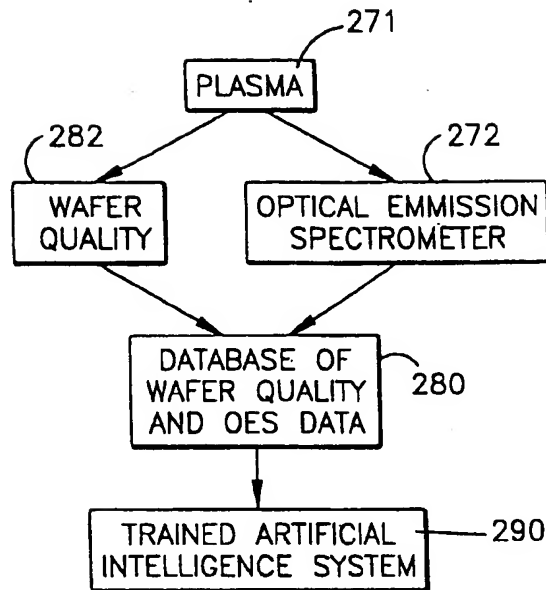 271
PLASMA
282
272
WAFER
QUALITY
OPTICAL EMMISSION
SPECTROMETER
DATABASE OF
WAFER QUALITY
AND OES DATA
280
TRAINED ARTIFICIAL
INTELLIGENCE SYSTEM
290